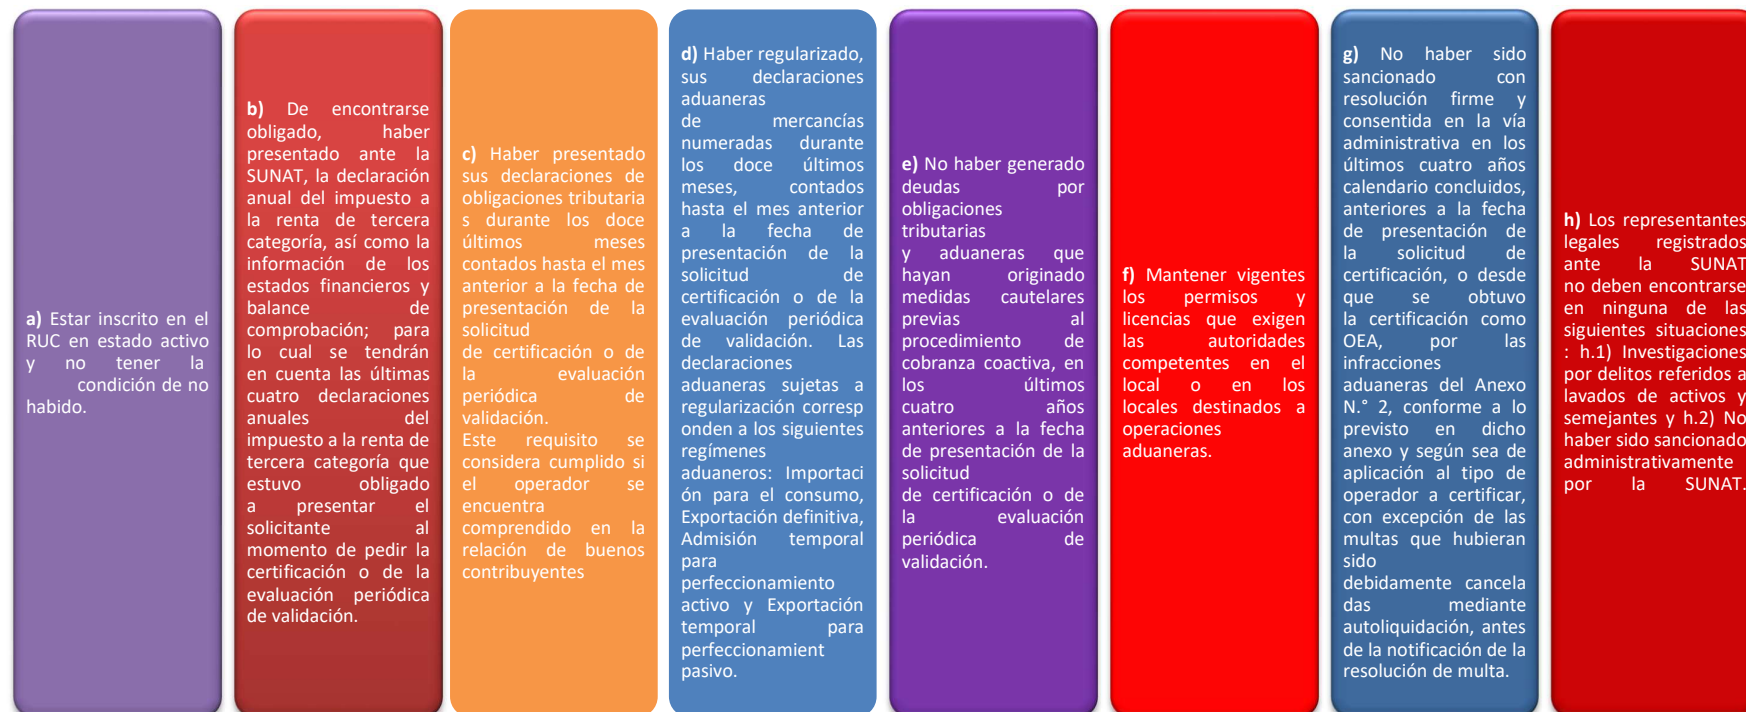 a) Estar inscrito en el
RUC en estado activo
y no tener la
condición de no
habido.
b) De encontrarse
obligado, haber
presentado ante la
SUNAT, la declaración
anual del impuesto a
la renta de tercera
categoría, así como la
información de los
estados financieros y
balance de
comprobación; para
lo cual se tendrán
en cuenta las últimas
cuatro declaraciones
anuales del
impuesto a la renta de
tercera categoría que
estuvo obligado
a presentar el
solicitante al
momento de pedir la
certificación o de la
evaluación periódica
de validación.
c) Haber presentado
sus declaraciones de
obligaciones tributaria
s durante los doce
últimos meses
contados hasta el mes
anterior a la fecha de
presentación de la
solicitud
de certificación o de
la evaluación
periódica de
validación.
Este requisito se
considera cumplido si
el operador se
encuentra
comprendido en la
relación de buenos
contribuyentes
d) Haber regularizado,
sus declaraciones
aduaneras
de mercancías
numeradas durante
los doce últimos
meses, contados
hasta el mes anterior
a la fecha de
presentación de la
solicitud de
certificación o de la
evaluación periódica
de validación. Las
declaraciones
aduaneras sujetas a
regularización corresp
onden a los siguientes
regímenes
aduaneros: Importaci
ón para el consumo,
Exportación definitiva,
Admisión temporal
para
perfeccionamiento
activo y Exportación
temporal para
perfeccionamient
pasivo.
e) No haber generado
deudas por
obligaciones
tributarias
y aduaneras que
hayan originado
medidas cautelares
previas al
procedimiento de
cobranza coactiva, en
los últimos
cuatro años
anteriores a la fecha
de presentación de la
solicitud
de certificación o de
la evaluación
periódica de
validación.
f) Mantener vigentes
los permisos y
licencias que exigen
las autoridades
competentes en el
local o en los
locales destinados a
operaciones
aduaneras.
g) No haber sido
sancionado con
resolución firme y
consentida en la vía
administrativa en los
últimos cuatro años
calendario concluidos,
anteriores a la fecha
de presentación de
la solicitud de
certificación, o desde
que se obtuvo
la certificación como
OEA, por las
infracciones
aduaneras del Anexo
N.° 2, conforme a lo
previsto en dicho
anexo y según sea de
aplicación al tipo de
operador a certificar,
con excepción de las
multas que hubieran
sido
debidamente cancela
das mediante
autoliquidación, antes
de la notificación de la
resolución de multa.
h) Los representantes
legales registrados
ante la SUNAT
no deben encontrarse
en ninguna de las
siguientes situaciones
: h.1) Investigaciones
por delitos referidos a
lavados de activos y
semejantes y h.2) No
haber sido sancionado
administrativamente
por la SUNAT.